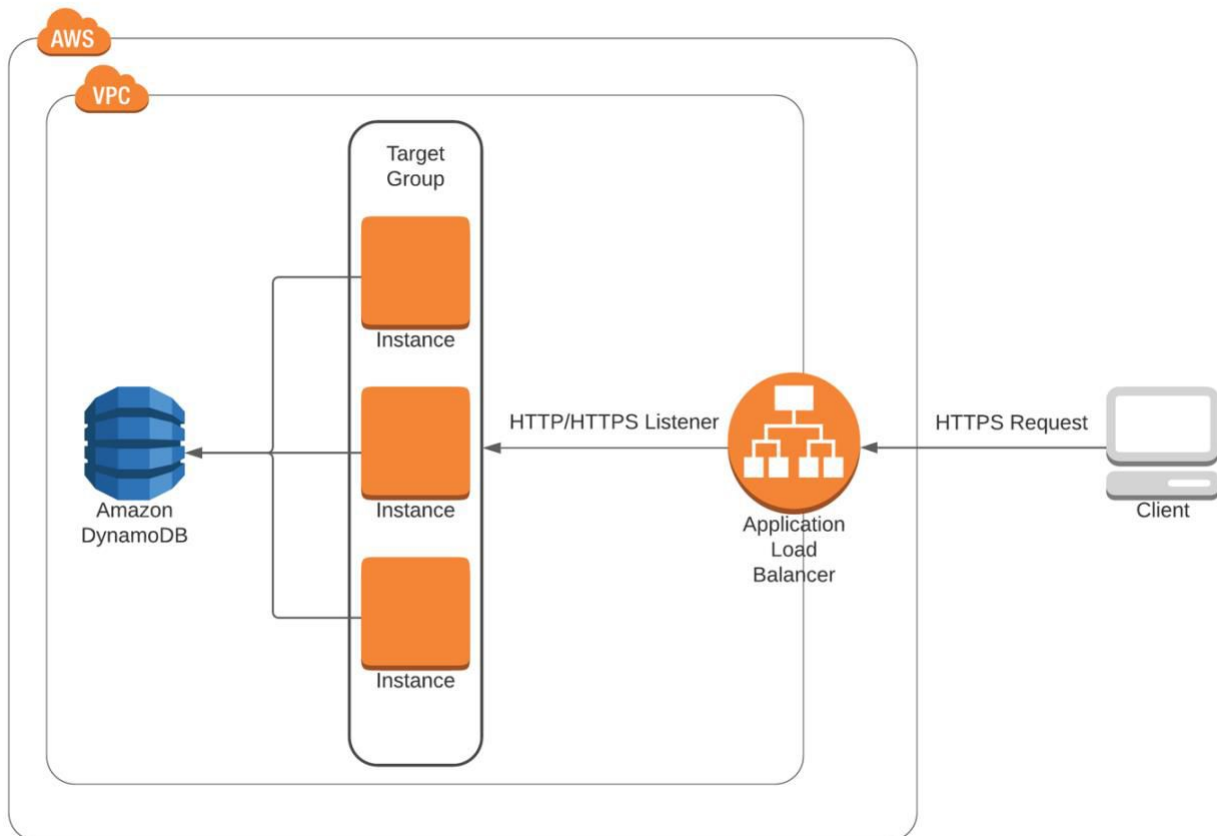 AWS
VPC
Target
Group
Instance
Instance
Instance
Amazon
DynamoDB
HTTP/HTTPS Listener
Application
Load
Balancer
HTTPS Request
Client